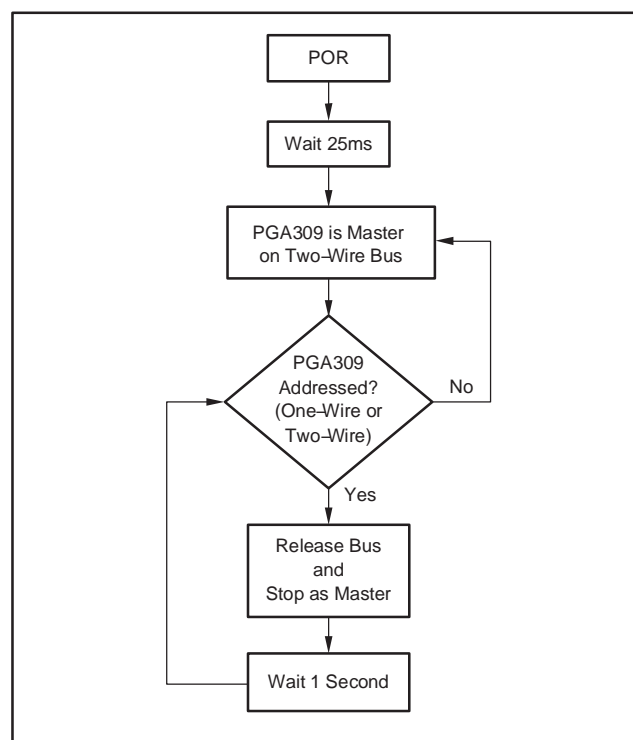 POR
Wait 25ms
PGA309 is Master
on Two–Wire Bus
PGA309
Addressed?
(One–Wire or
Two–Wire)
No
Yes
Release Bus
and
Stop as Master
Wait 1 Second